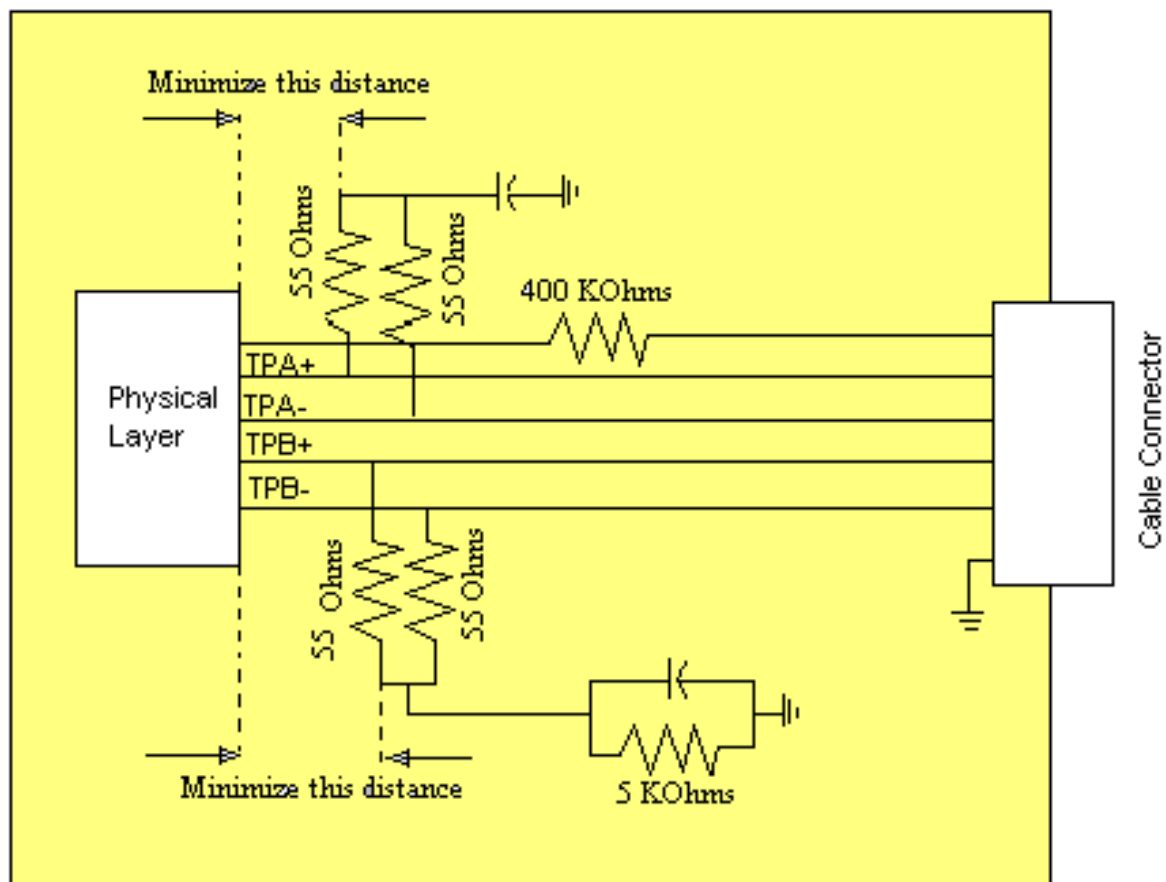 Minimize this distance
55 Ohms
55 Ohms
400 KOhms
TPA+
TPA-
TPB+
TPB-
Physical
Layer
Cable Connector
55 Ohms
55 Ohms
Minimize this distance
5 KOhms